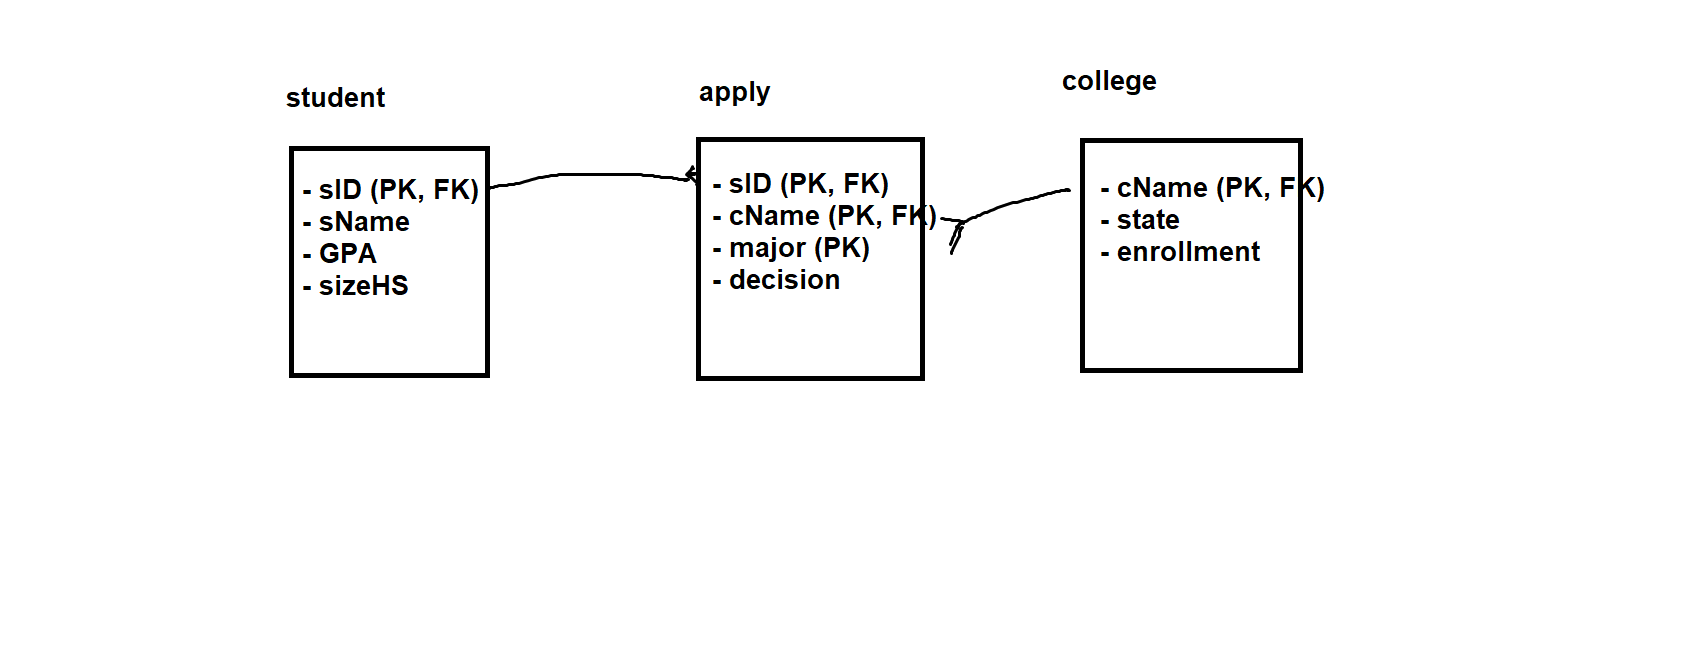 student
- sID (PK, FK)
- sName
- GPA
- sizeHS
apply
- sID (PK, FK)
- cName (PK, FK)
- major (PK)
- decision
college
- cName (PK, FK)
- state
- enrollment